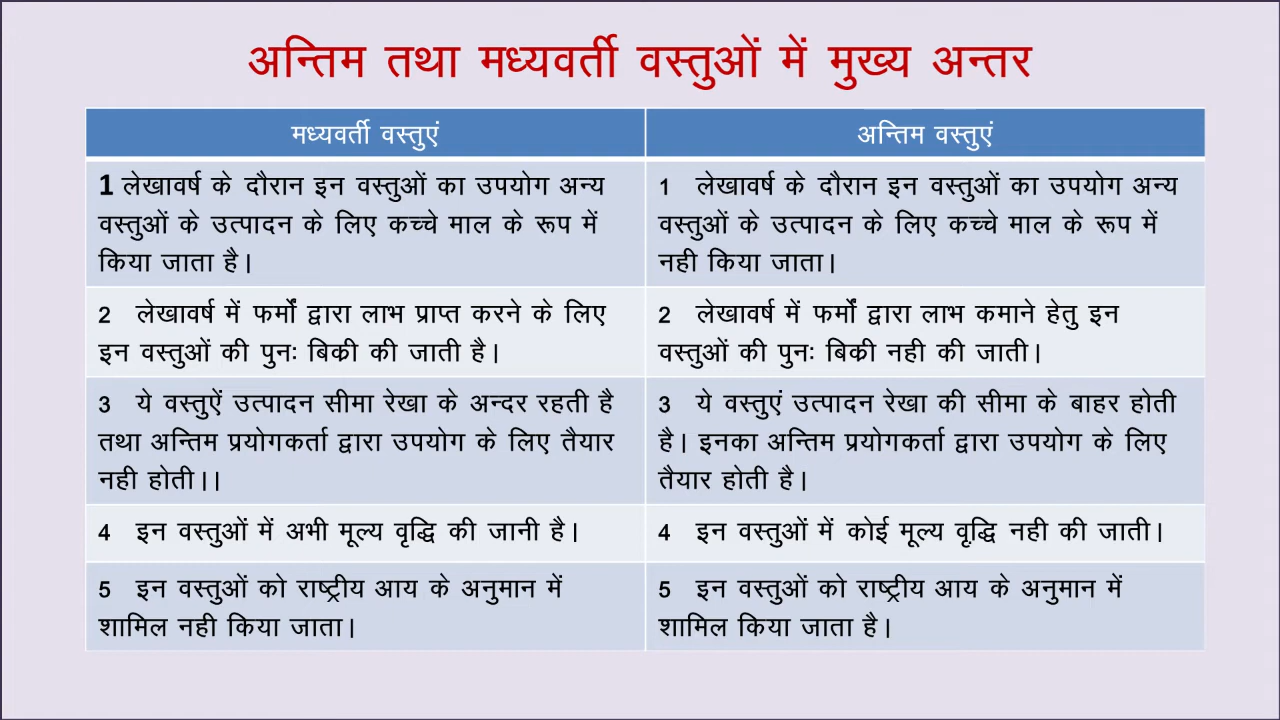 अन्तिम तथा मध्यवर्ती वस्तुओं में मुख्य अन्तर
मध्यवर्ती वस्तुएं
अन्तिम वस्तुएं
1 लेखावर्ष के दौरान इन वस्तुओं का उपयोग अन्य
वस्तुओं के उत्पादन के लिए कच्चे माल के रूप में
किया जाता है।
1 लेखावर्ष के दौरान इन वस्तुओं का उपयोग अन्य
वस्तुओं के उत्पादन के लिए कच्चे माल के रूप में
नही किया जाता।
2 लेखावर्ष में फर्मों द्वारा लाभ प्राप्त करने के लिए
इन वस्तुओं की पुनः बिक्री की जाती है।
2 लेखावर्ष में फर्मों द्वारा लाभ कमाने हेतु इन
वस्तुओं की पुनः बिक्री नही की जाती।
3 ये वस्तुऐं उत्पादन सीमा रेखा के अन्दर रहती है
तथा अन्तिम प्रयोगकर्ता द्वारा उपयोग के लिए तैयार
नही होती।।
3 ये वस्तुएं उत्पादन रेखा की सीमा के बाहर होती
है। इनका अन्तिम प्रयोगकर्ता द्वारा उपयोग के लिए
तैयार होती है।
4 इन वस्तुओं में अभी मूल्य वृद्धि की जानी है।
4 इन वस्तुओं में कोई मूल्य वृद्धि नही की जाती।
5 इन वस्तुओं को राष्ट्रीय आय के अनुमान में
शामिल नही किया जाता।
5 इन वस्तुओं को राष्ट्रीय आय के अनुमान में
शामिल किया जाता है।